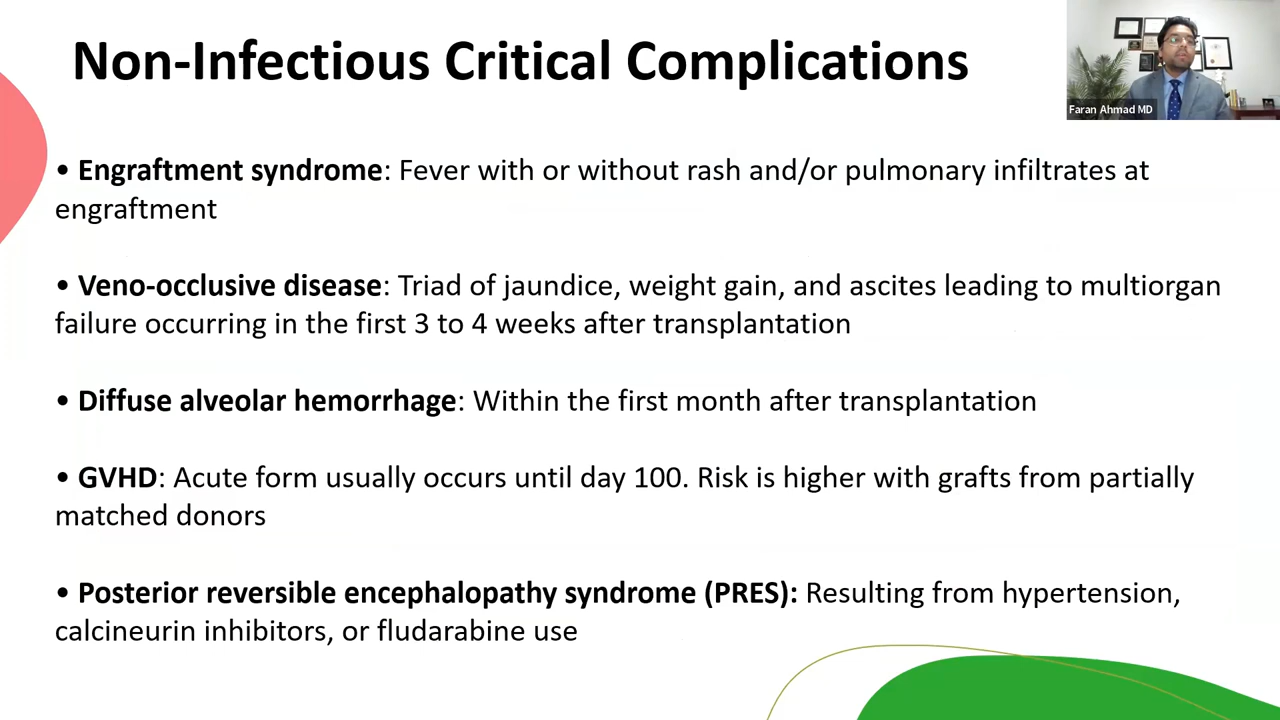 Non-Infectious Critical Complications
Faran Ahmad MD
• Engraftment syndrome: Fever with or without rash and/or pulmonary infiltrates at
engraftment
• Veno-occlusive disease: Triad of jaundice, weight gain, and ascites leading to multiorgan
failure occurring in the first 3 to 4 weeks after transplantation
• Diffuse alveolar hemorrhage: Within the first month after transplantation
• GVHD: Acute form usually occurs until day 100. Risk is higher with grafts from partially
matched donors
• Posterior reversible encephalopathy syndrome (PRES): Resulting from hypertension,
calcineurin inhibitors, or fludarabine use